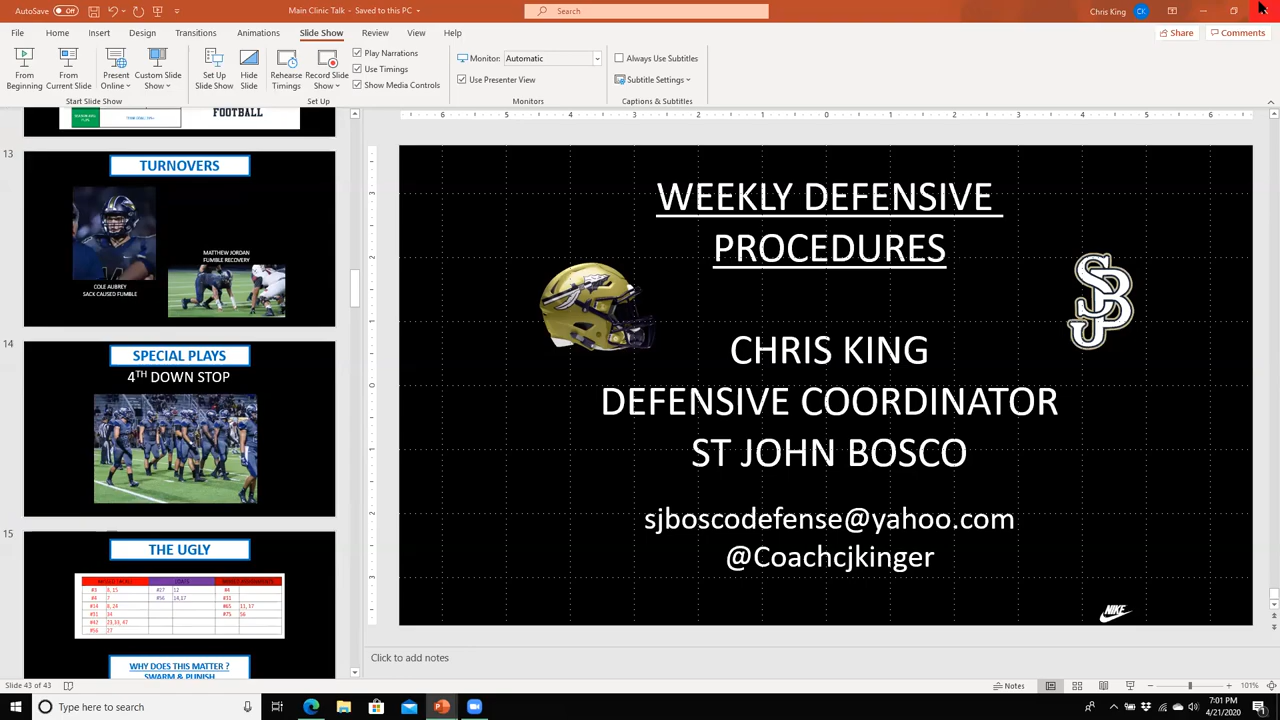 AutoSave Off
Main Clinic Talk - Saved to this PC
Search
Chris King
CK
File
Home
Insert
Design
Transitions
Animations
Slide Show
Review
View
Help
Share
Comments
From Beginning
From Current Slide
Present Online
Custom Slide Show
Set Up Slide Show
Hide Slide
Rehearse Timings
Record Slide Show
Play Narrations
Use Timings
Show Media Controls
Monitor: Automatic
Use Presenter View
Always Use Subtitles
Subtitle Settings
Start Slide Show
Set Up
Monitors
Captions & Subtitles
FOOTBALL
13
TURNOVERS
MATTHEW JORDAN
FUMBLE RECOVERY
COLE AUBREY
SACK CAUSED FUMBLE
14
SPECIAL PLAYS
4TH DOWN STOP
15
THE UGLY
WHY DOES THIS MATTER ?
SWARM & PUNISH
WEEKLY DEFENSIVE
PROCEDURES
SJB
CHRIS KING
DEFENSIVE COORDINATOR
ST JOHN BOSCO
sjboscodefense@yahoo.com
@Coachcjkinger
NIKE
Click to add notes
Slide 43 of 43
Notes
101%
Type here to search
7:01 PM
4/21/2020